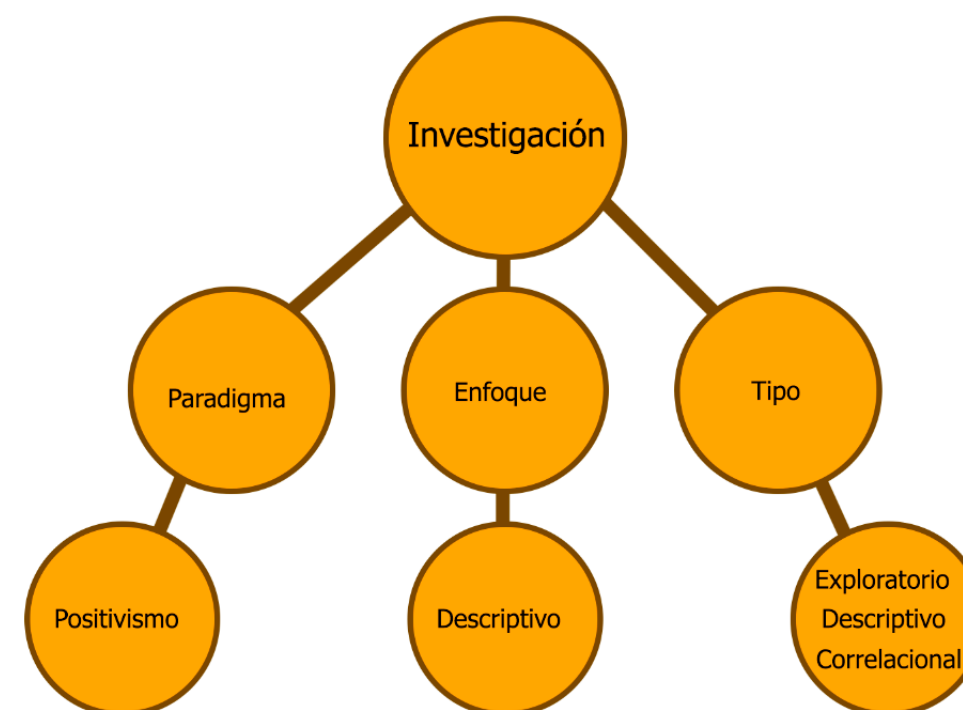 Investigación
Paradigma
Enfoque
Tipo
Positivismo
Descriptivo
Exploratorio
Descriptivo
Correlacional